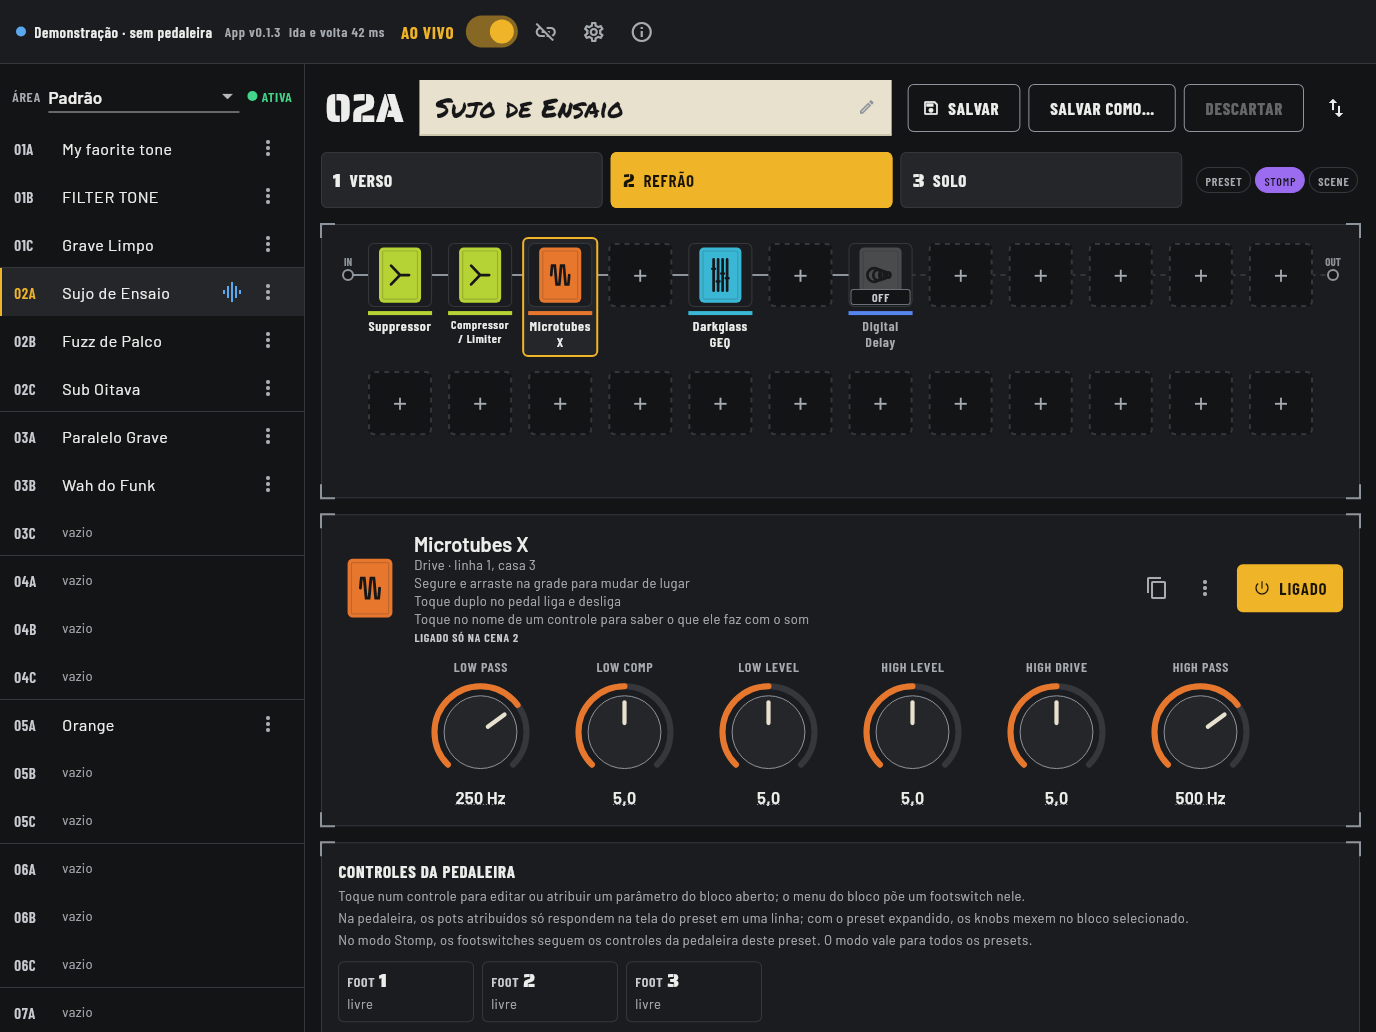 Demonstração · sem pedaleira App v0.1.3 Ida e volta 42 ms AO VIVO
ÁREA Padrão ATIVA
01A My faorite tone
01B FILTER TONE
01C Grave Limpo
02A Sujo de Ensaio
02B Fuzz de Palco
02C Sub Oitava
03A Paralelo Grave
03B Wah do Funk
03C vazio
04A vazio
04B vazio
04C vazio
05A Orange
05B vazio
05C vazio
06A vazio
06B vazio
06C vazio
07A vazio
02A Sujo de Ensaio SALVAR SALVAR COMO... DESCARTAR
1 VERSO 2 REFRÃO 3 SOLO PRESET STOMP SCENE
IN OUT
OFF
Suppressor
Compressor
/ Limiter
Microtubes
X
Darkglass
GEQ
Digital
Delay
Microtubes X
Drive · linha 1, casa 3
Segure e arraste na grade para mudar de lugar
Toque duplo no pedal liga e desliga
Toque no nome de um controle para saber o que ele faz com o som
LIGADO SÓ NA CENA 2
LIGADO
LOW PASS LOW COMP LOW LEVEL HIGH LEVEL HIGH DRIVE HIGH PASS
250 Hz 5,0 5,0 5,0 5,0 500 Hz
CONTROLES DA PEDALEIRA
Toque num controle para editar ou atribuir um parâmetro do bloco aberto; o menu do bloco põe um footswitch nele.
Na pedaleira, os pots atribuídos só respondem na tela do preset em uma linha; com o preset expandido, os knobs mexem no bloco selecionado.
No modo Stomp, os footswitches seguem os controles da pedaleira deste preset. O modo vale para todos os presets.
FOOT 1 FOOT 2 FOOT 3
livre livre livre